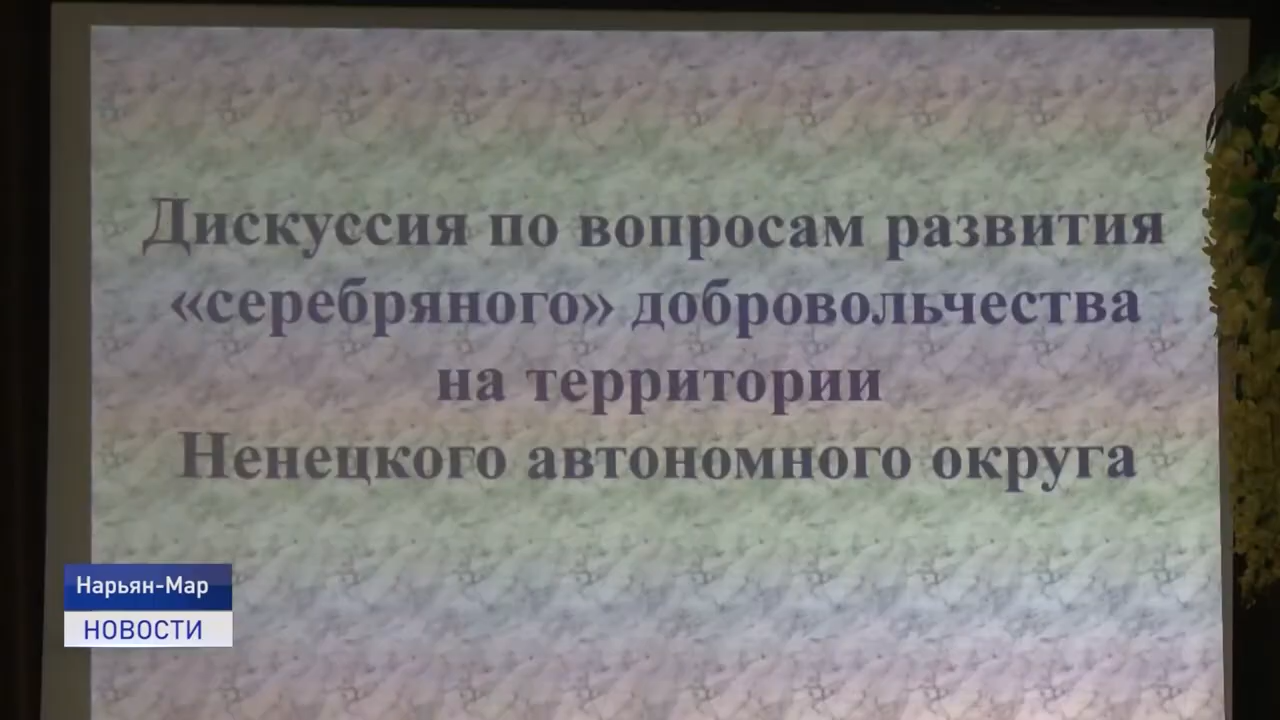 Дискуссия по вопросам развития
«серебряного» добровольчества
на территории
Ненецкого автономного округа
Нарьян-Мар
НОВОСТИ